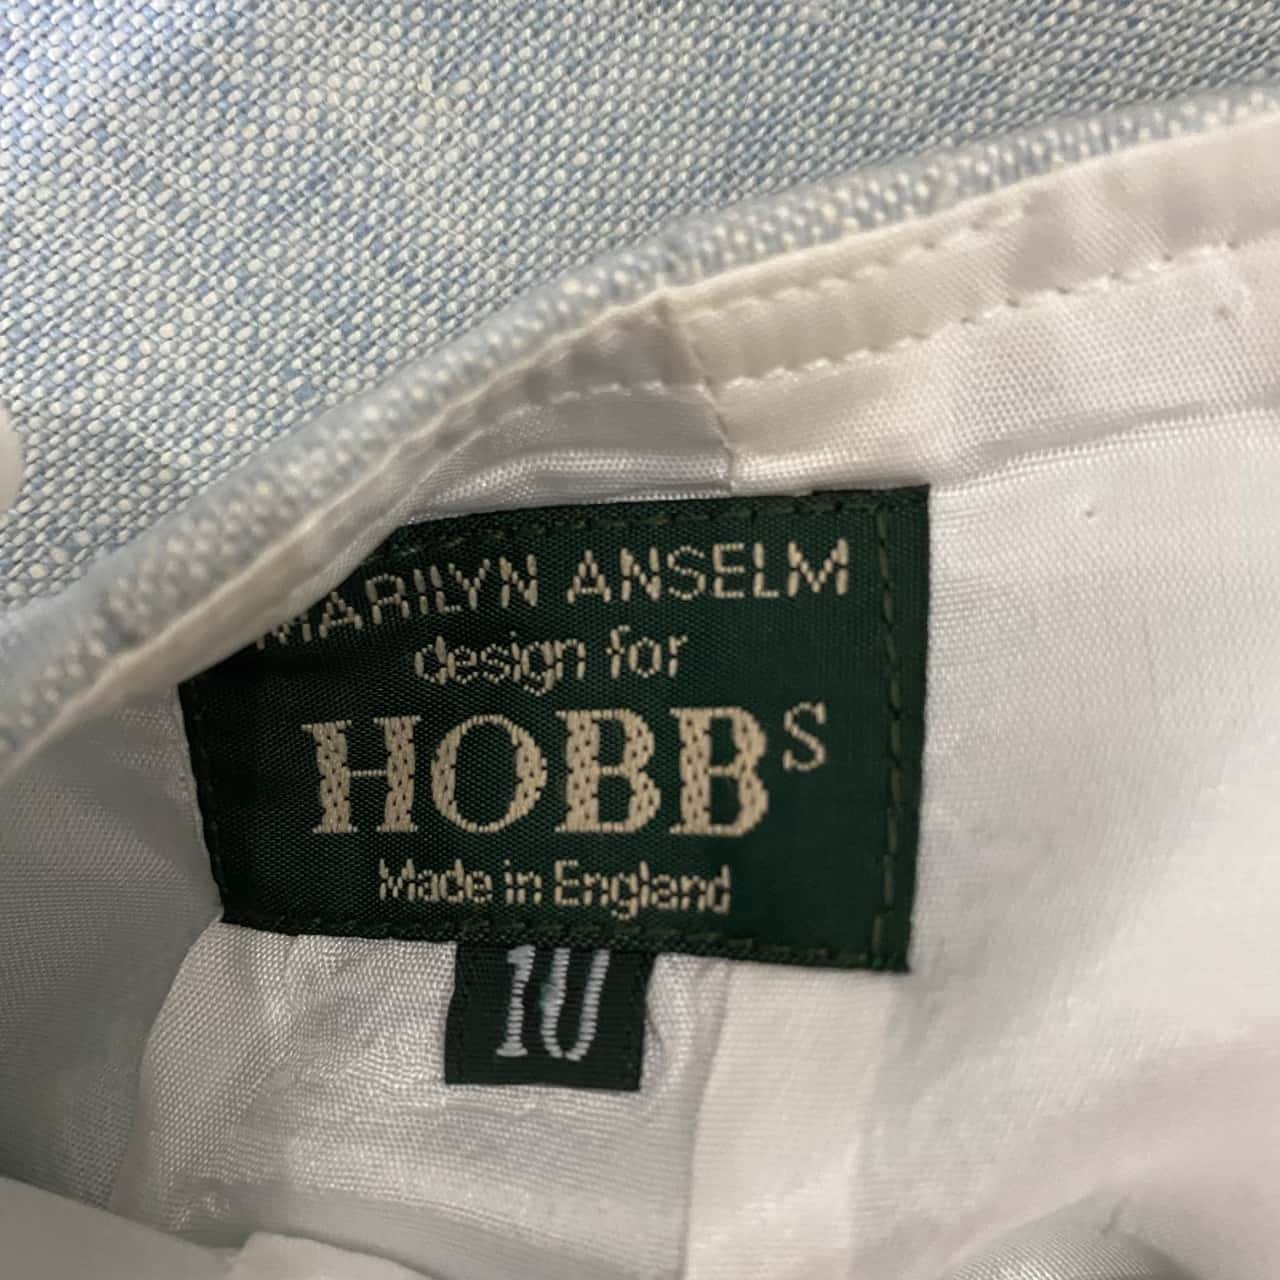 MARILYN ANSELM
design for
HOBBS
Made in England
10